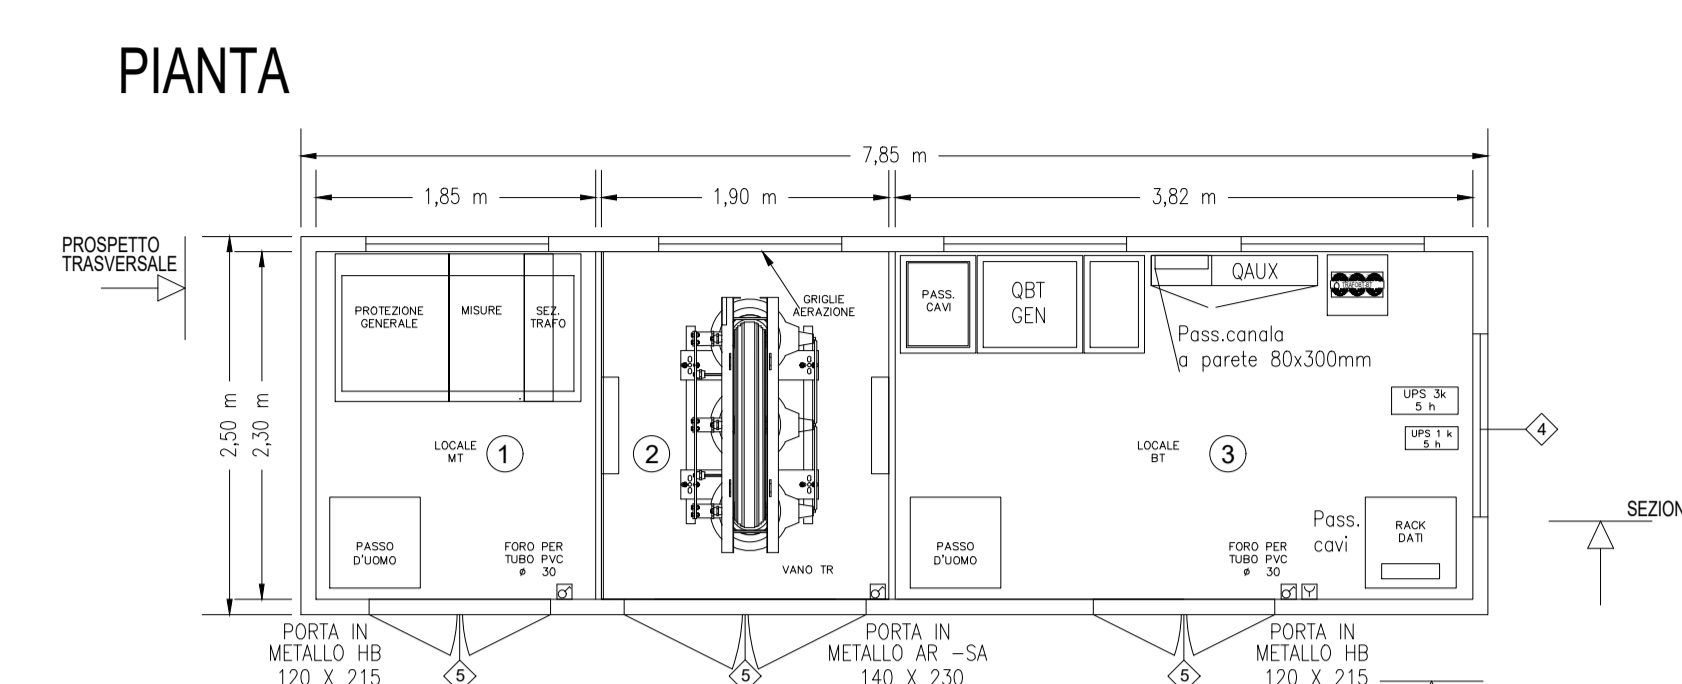 PIANTA
7,85 m
1,85 m
1,90 m
3,82 m
PROSPETTO
TRASVERSALE
2,50 m
2,30 m
PROTEZIONE
GENERALE
MISURE
SEZ.
TRAFO
GRIGLIE
AERAZIONE
PASS.
CAVI
QBT
GEN
QAUX
Pass.canala
a parete 80x300mm
UPS 3k
5 h
UPS 1 k
5 h
4
LOCALE
MT
1
2
LOCALE
BT
3
SEZION
PASSO
D'UOMO
FORO PER
TUBO PVC
ø 30
VANO TR
PASSO
D'UOMO
FORO PER
TUBO PVC
ø 30
Pass.
cavi
RACK
DATI
PORTA IN
METALLO HB
120 X 215
5
PORTA IN
METALLO AR -SA
140 X 230
5
PORTA IN
METALLO HB
120 X 215
5